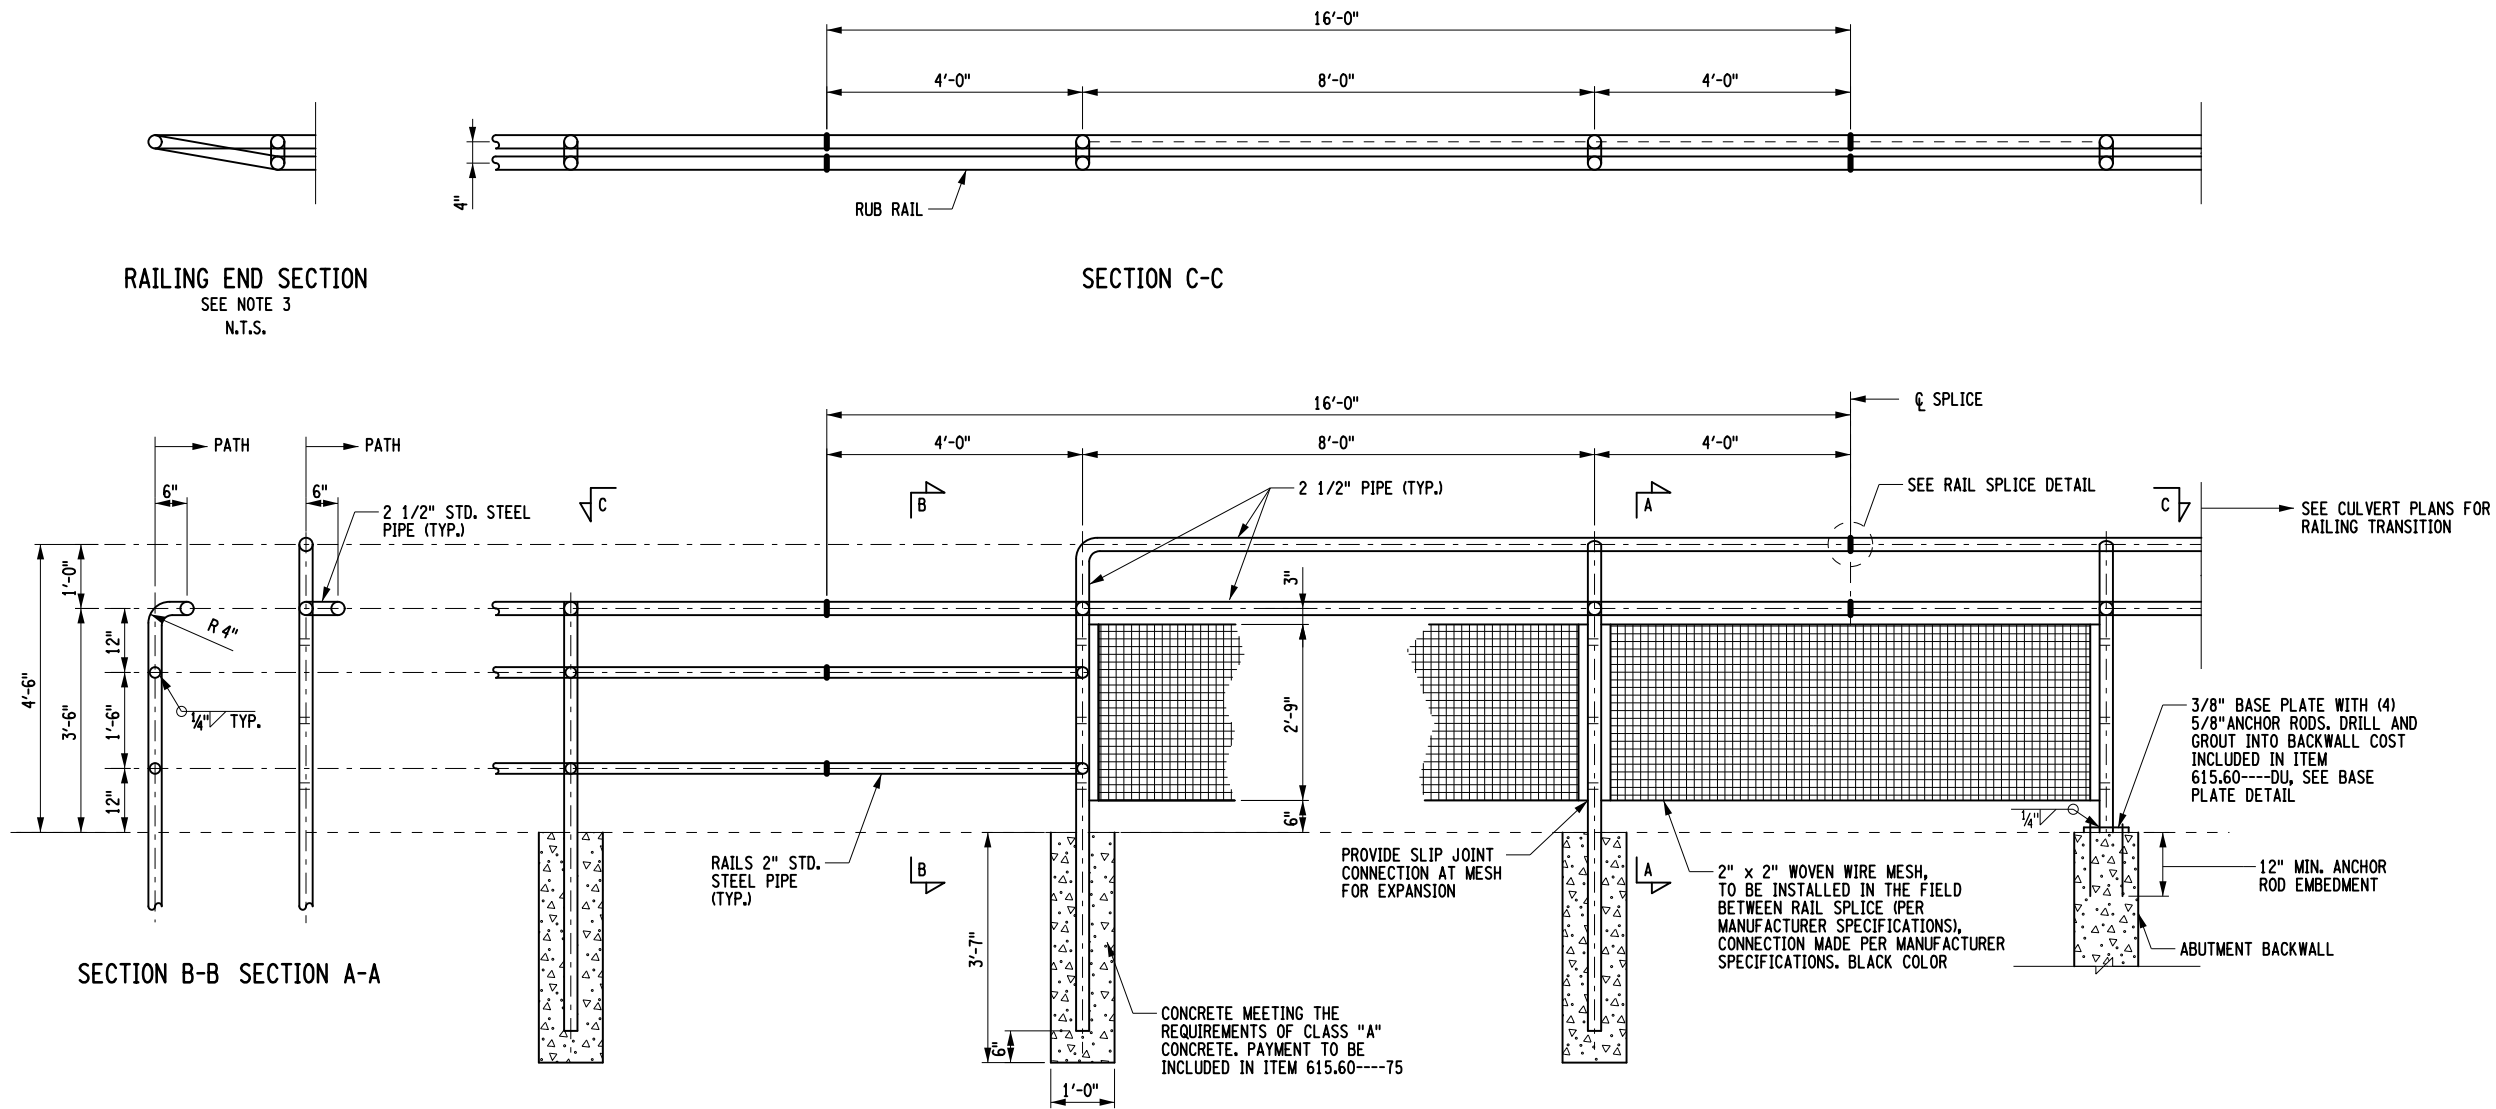 16'-0"
4'-0"
8'-0"
4'-0"
4"
RUB RAIL
RAILING END SECTION
SEE NOTE 3
N.T.S.
SECTION C-C
16'-0"
℄ SPLICE
4'-0"
8'-0"
4'-0"
PATH
PATH
6"
6"
2 1/2" STD. STEEL
PIPE (TYP.)
C
B
2 1/2" PIPE (TYP.)
A
SEE RAIL SPLICE DETAIL
C
SEE CULVERT PLANS FOR
RAILING TRANSITION
1'-0"
3"
R 4"
12"
4'-6"
3'-6"
1'-6"
1/4" TYP.
2'-9"
12"
6"
3/8" BASE PLATE WITH (4)
5/8"ANCHOR RODS. DRILL AND
GROUT INTO BACKWALL COST
INCLUDED IN ITEM
615.60----DU, SEE BASE
PLATE DETAIL
1/4"
RAILS 2" STD.
STEEL PIPE
(TYP.)
B
PROVIDE SLIP JOINT
CONNECTION AT MESH
FOR EXPANSION
A
2" x 2" WOVEN WIRE MESH,
TO BE INSTALLED IN THE FIELD
BETWEEN RAIL SPLICE (PER
MANUFACTURER SPECIFICATIONS),
CONNECTION MADE PER MANUFACTURER
SPECIFICATIONS. BLACK COLOR
12" MIN. ANCHOR
ROD EMBEDMENT
ABUTMENT BACKWALL
3'-7"
SECTION B-B
SECTION A-A
CONCRETE MEETING THE
REQUIREMENTS OF CLASS "A"
CONCRETE. PAYMENT TO BE
INCLUDED IN ITEM 615.60----75
6"
1'-0"